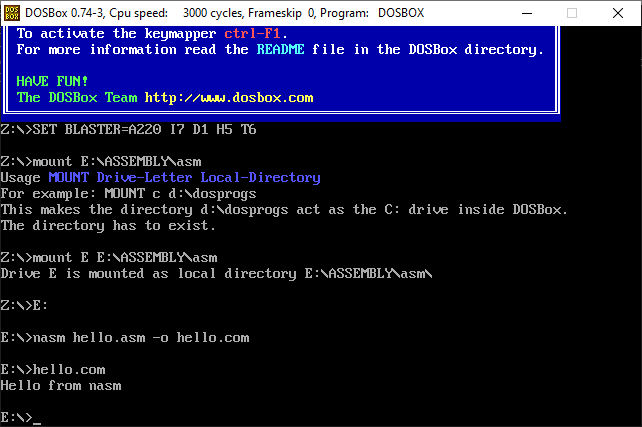 DOSBox 0.74-3, Cpu speed: 3000 cycles, Frameskip 0, Program: DOSBOX
To activate the keymapper ctrl-F1.
For more information read the README file in the DOSBox directory.
HAVE FUN!
The DOSBox Team http://www.dosbox.com
Z:\>SET BLASTER=A220 I7 D1 H5 T6
Z:\>mount E:\ASSEMBLY\asm
Usage MOUNT Drive-Letter Local-Directory
For example: MOUNT c d:\dosprogs
This makes the directory d:\dosprogs act as the C: drive inside DOSBox.
The directory has to exist.
Z:\>mount E E:\ASSEMBLY\asm
Drive E is mounted as local directory E:\ASSEMBLY\asm\
Z:\>E:
E:\>nasm hello.asm -o hello.com
E:\>hello.com
Hello from nasm
E:\>_